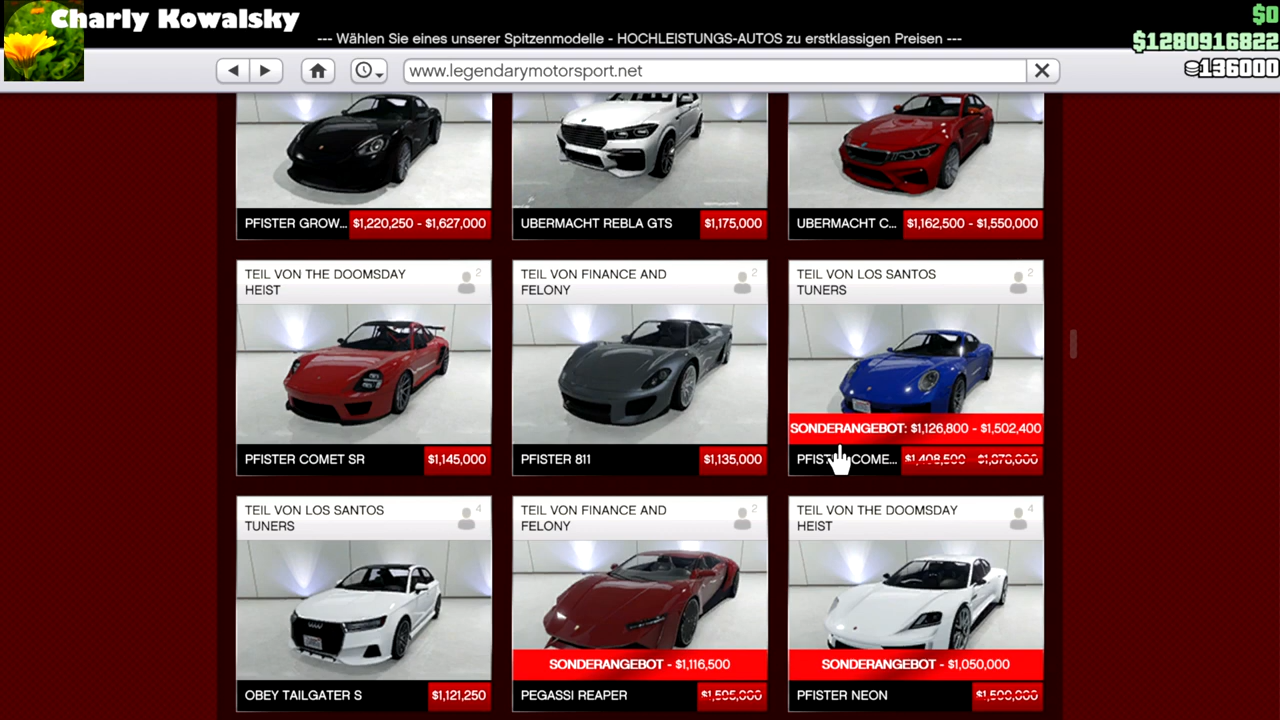 Charly Kowalsky
$0
--- Wählen Sie eines unserer Spitzenmodelle - HOCHLEISTUNGS-AUTOS zu erstklassigen Preisen ---
$1280916822
136000
www.legendarymotorsport.net
PFISTER GROW... $1,220,250 - $1,627,000
UBERMACHT REBLA GTS $1,175,000
UBERMACHT C... $1,162,500 - $1,550,000
TEIL VON THE DOOMSDAY
HEIST
2
PFISTER COMET SR $1,145,000
TEIL VON FINANCE AND
FELONY
2
PFISTER 811 $1,135,000
TEIL VON LOS SANTOS
TUNERS
2
SONDERANGEBOT: $1,126,800 - $1,502,400
COME...
TEIL VON LOS SANTOS
TUNERS
4
OBEY TAILGATER S $1,121,250
TEIL VON FINANCE AND
FELONY
2
SONDERANGEBOT - $1,116,500
PEGASSI REAPER $1,595,000
TEIL VON THE DOOMSDAY
HEIST
4
SONDERANGEBOT - $1,050,000
PFISTER NEON $1,500,000